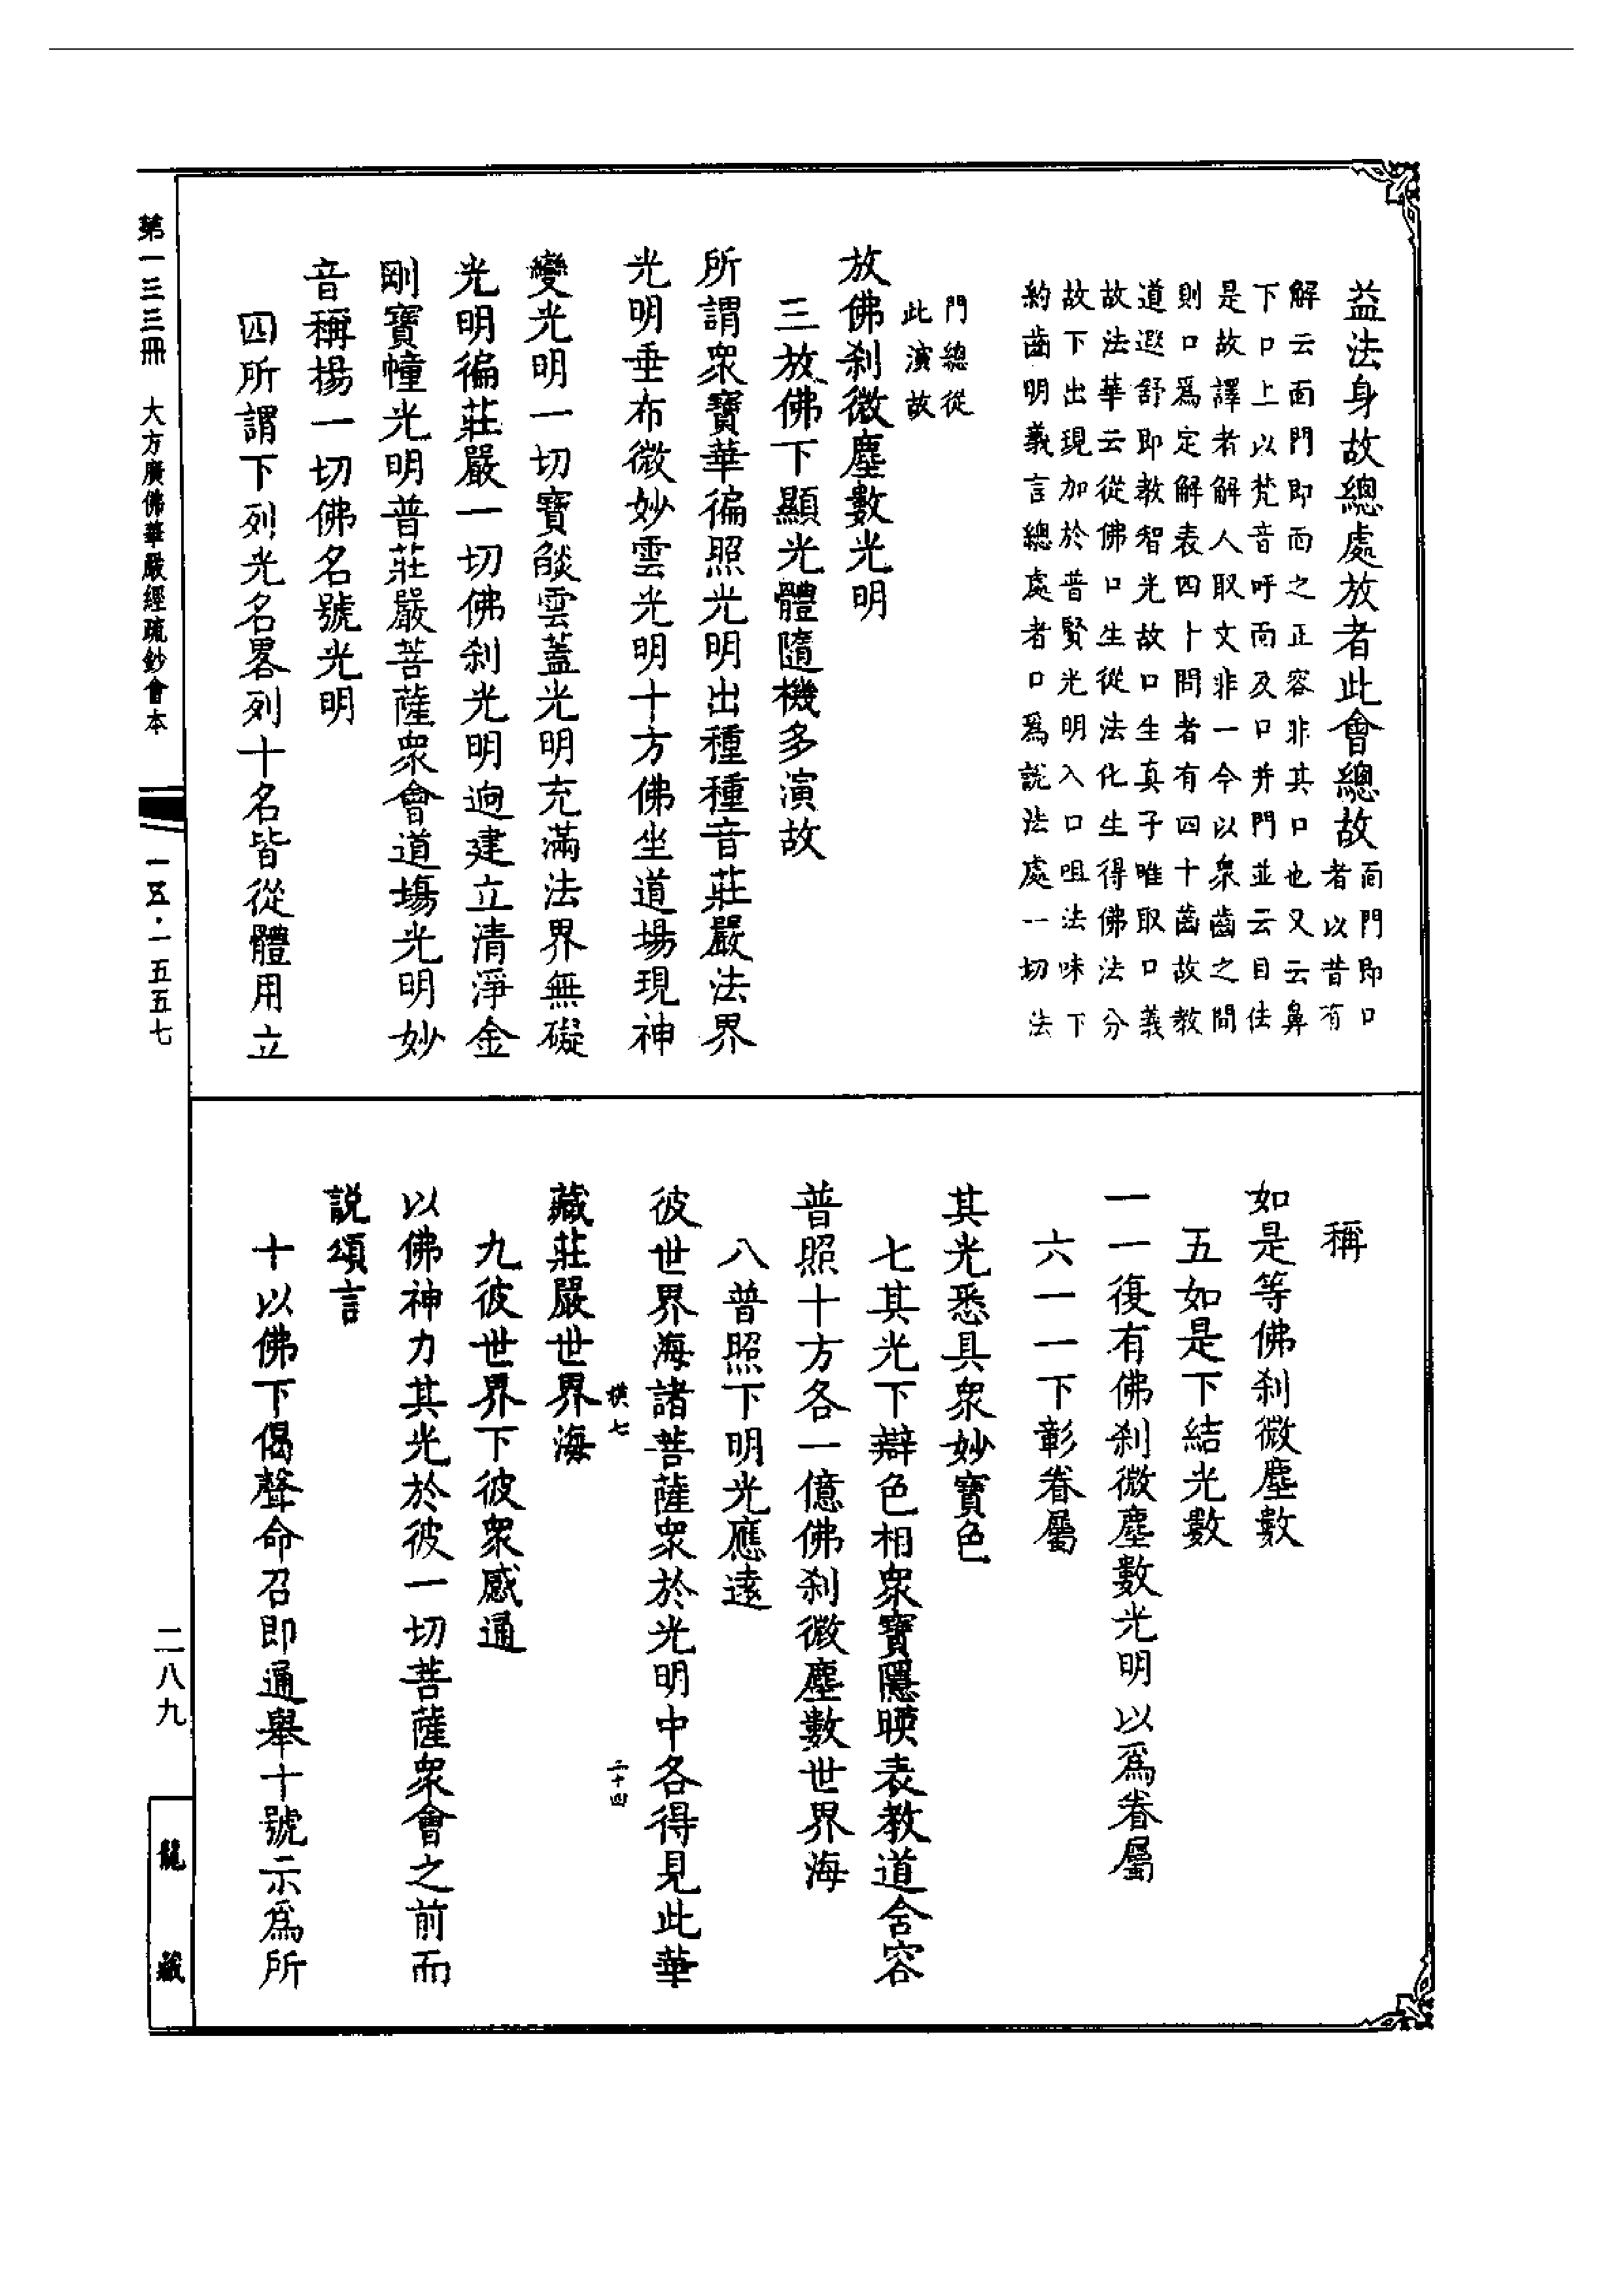 益法身故總處放者此會總故面門即口
者以昔有
解云面門即面之正容非其口也又云鼻
下口上以梵音呼而及口并門並云目佉
是故譯者解人取文非一今以衆齒之間
則口爲定解表四十問者有四十齒故教
道遐舒即教智光故口生真子唯取口義
故法華云從佛口生從法化生得佛法分
故下出現加於普賢光明入口咀法味下
約齒明義言總處者口爲說法處一切法
門總從
此演故
放佛刹微塵數光明
三放佛下顯光體隨機多演故
所謂衆寶華徧照光明出種種音莊嚴法界
光明垂布微妙雲光明十方佛坐道場現神
變光明一切寶燄雲蓋光明充滿法界無礙
光明徧莊嚴一切佛刹光明逈建立清淨金
剛寶幢光明普莊嚴菩薩衆會道場光明妙
音稱揚一切佛名號光明
四所謂下列光名畧列十名皆從體用立
稱
如是等佛刹微塵數
五如是下結光數
一一復有佛刹微塵數光明以爲眷屬
六一一下彰眷屬
其光悉具衆妙寶色
七其光下辯色相衆寶隱映表教道含容
普照十方各一億佛刹微塵數世界海
八普照下明光應遠
彼世界海諸菩薩衆於光明中各得見此華
横七 二十四
藏莊嚴世界海
九彼世界下彼衆感通
以佛神力其光於彼一切菩薩衆會之前而
說頌言
十以佛下偈聲命召即通舉十號示爲所
第一三三冊 大方廣佛華嚴經疏鈔會本 一五·一五五七
二八九
龍藏